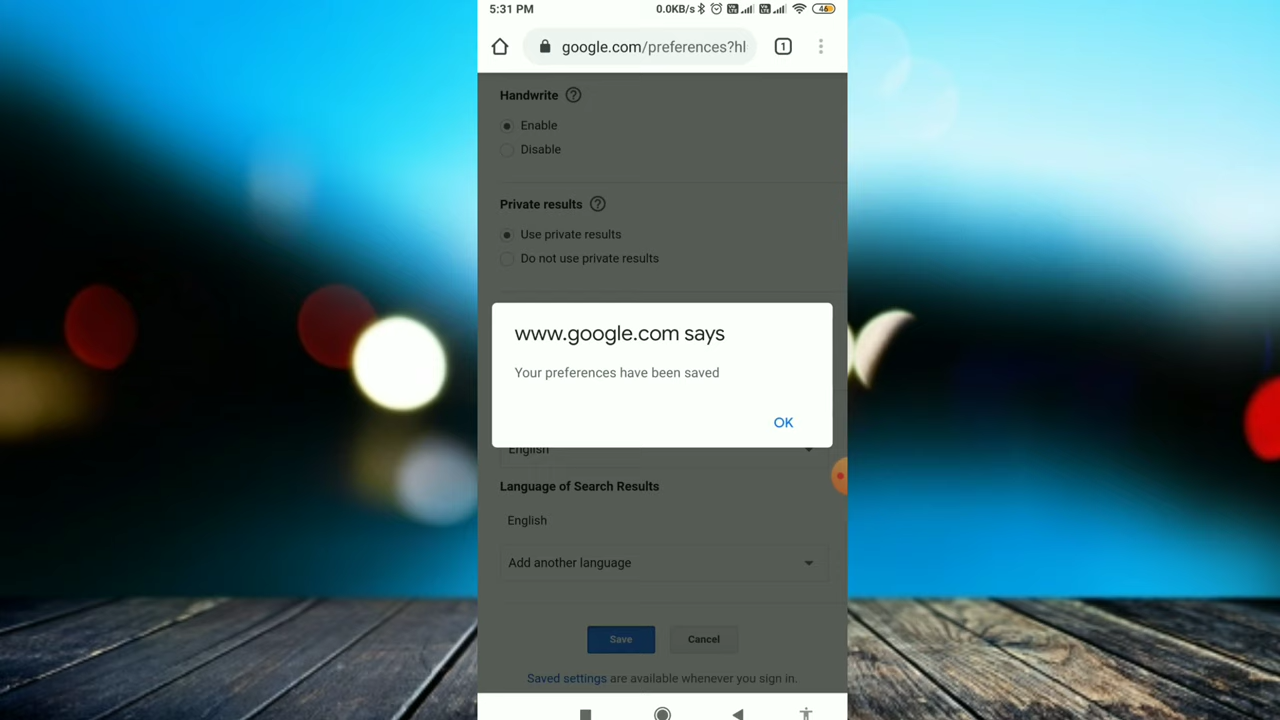 5:31 PM 0.0KB/s 46
google.com/preferences?hl 1
Handwrite ?
Enable
Disable
Private results ?
Use private results
Do not use private results
www.google.com says
Your preferences have been saved
OK
English
Language of Search Results
English
Add another language
Save Cancel
Saved settings are available whenever you sign in.